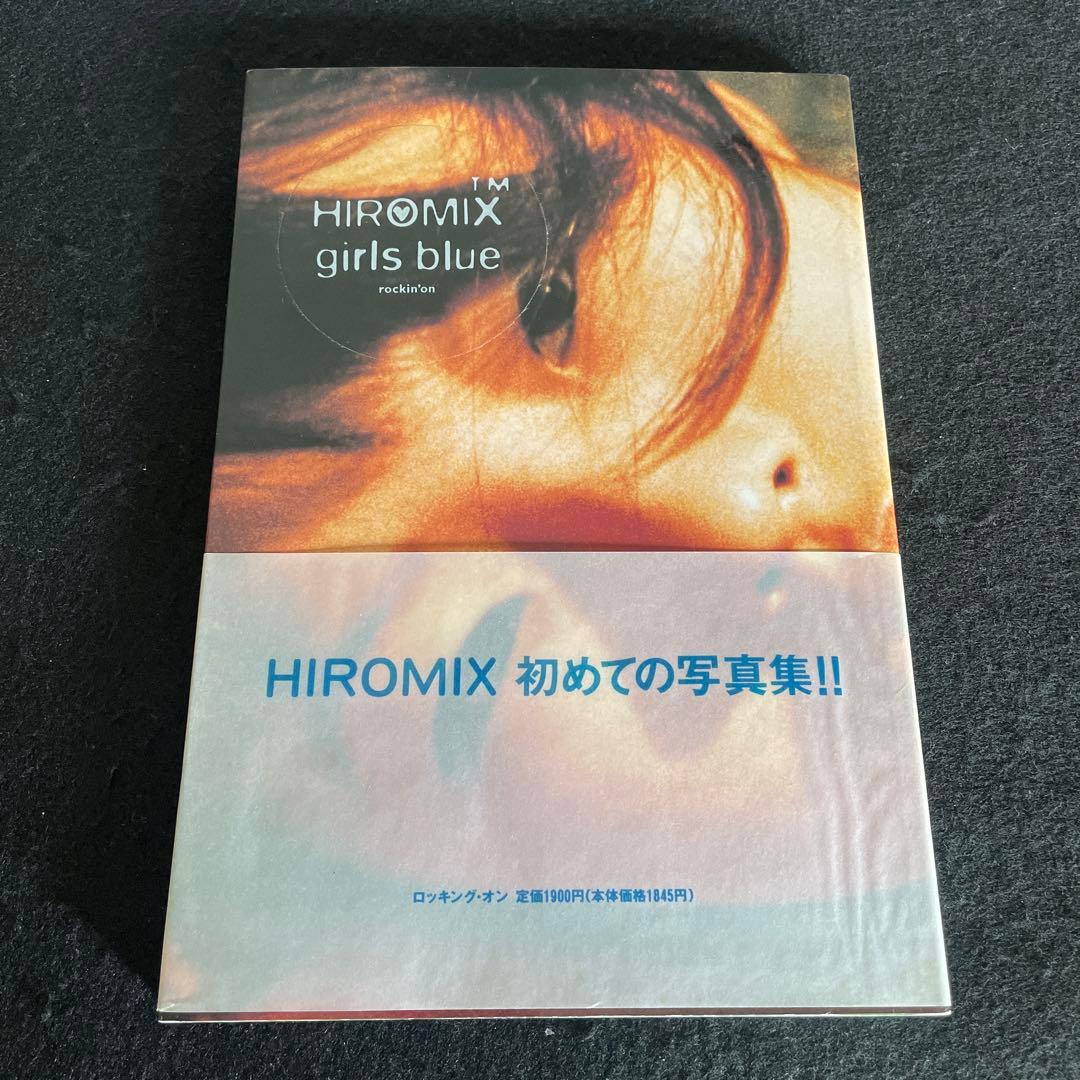 TM
HIROMIX
girls blue
rockin'on
HIROMIX 初めての写真集!!
ロッキング・オン 定価1900円(本体価格1845円)